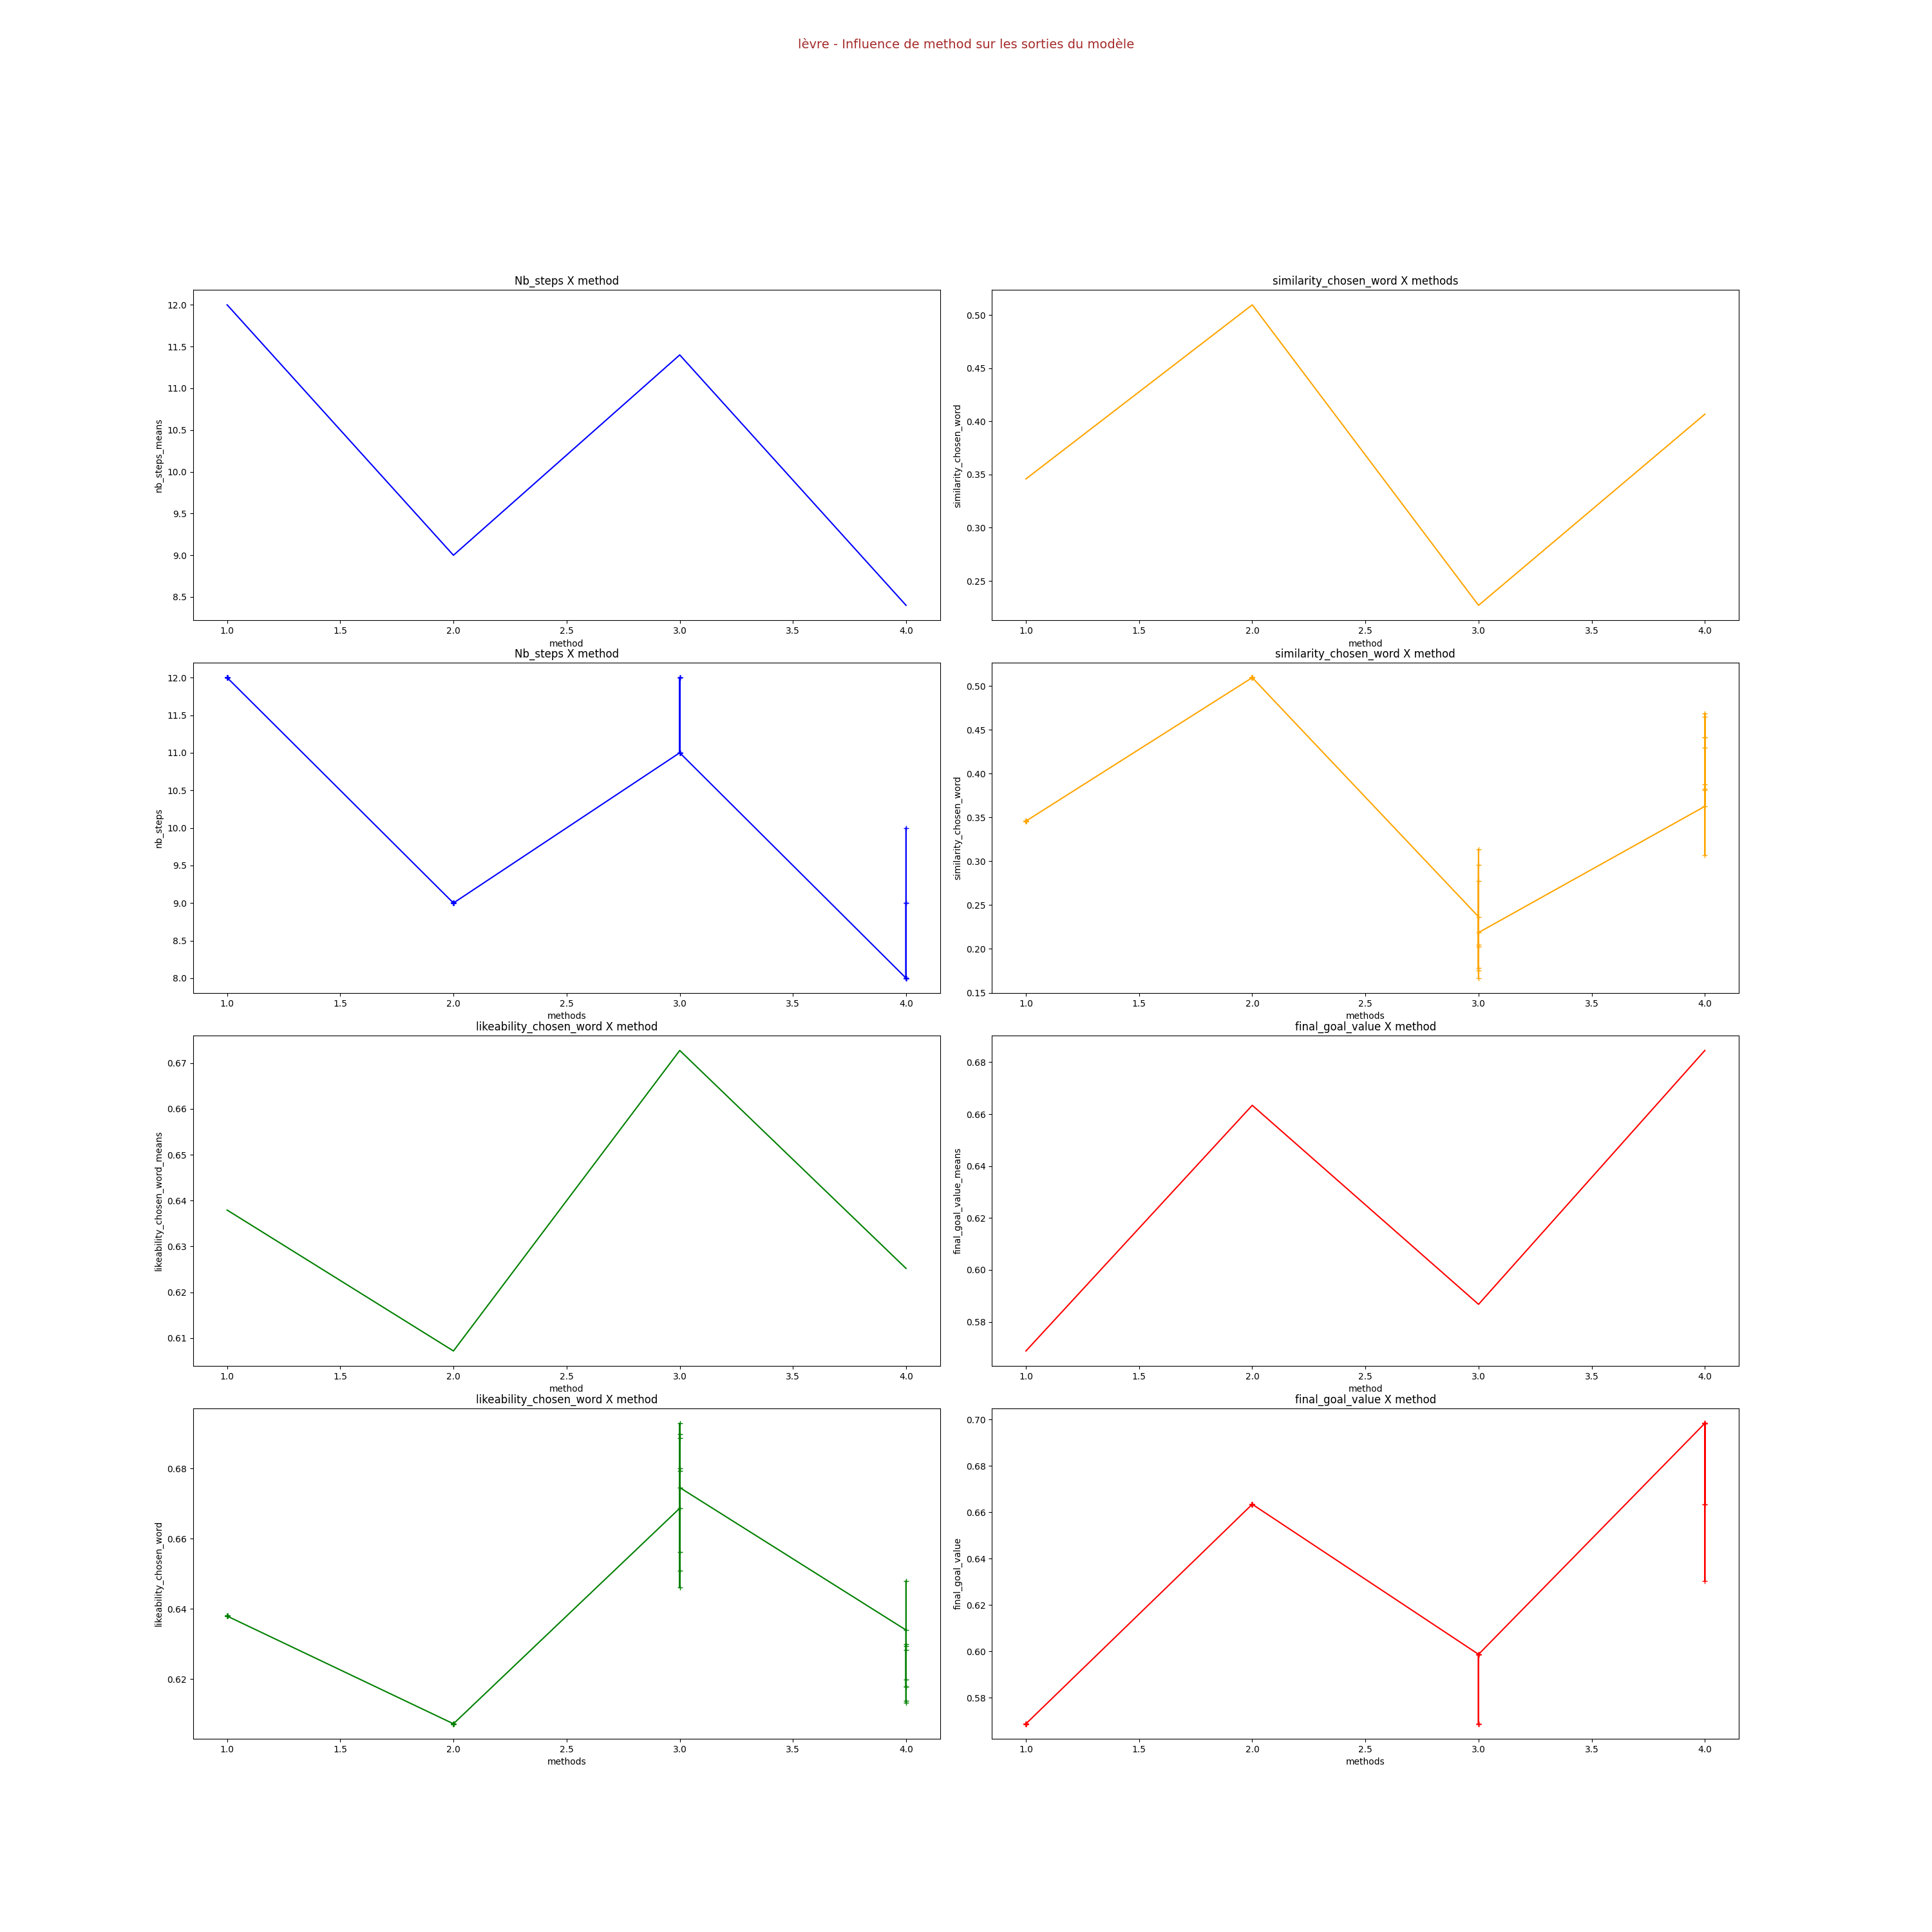 lèvre - Influence de method sur les sorties du modèle
Nb_steps X method
nb_steps_means
12.0
11.5
11.0
10.5
10.0
9.5
9.0
8.5
1.0 1.5 2.0 2.5 3.0 3.5 4.0
method
similarity_chosen_word X methods
similarity_chosen_word
0.50
0.45
0.40
0.35
0.30
0.25
1.0 1.5 2.0 2.5 3.0 3.5 4.0
method
Nb_steps X method
nb_steps
12.0
11.5
11.0
10.5
10.0
9.5
9.0
8.5
8.0
1.0 1.5 2.0 2.5 3.0 3.5 4.0
methods
similarity_chosen_word X method
similarity_chosen_word
0.50
0.45
0.40
0.35
0.30
0.25
0.20
0.15
1.0 1.5 2.0 2.5 3.0 3.5 4.0
methods
likeability_chosen_word X method
likeability_chosen_word_means
0.67
0.66
0.65
0.64
0.63
0.62
0.61
1.0 1.5 2.0 2.5 3.0 3.5 4.0
method
final_goal_value X method
final_goal_value_means
0.68
0.66
0.64
0.62
0.60
0.58
1.0 1.5 2.0 2.5 3.0 3.5 4.0
method
likeability_chosen_word X method
likeability_chosen_word
0.68
0.66
0.64
0.62
1.0 1.5 2.0 2.5 3.0 3.5 4.0
methods
final_goal_value X method
final_goal_value
0.70
0.68
0.66
0.64
0.62
0.60
0.58
1.0 1.5 2.0 2.5 3.0 3.5 4.0
methods